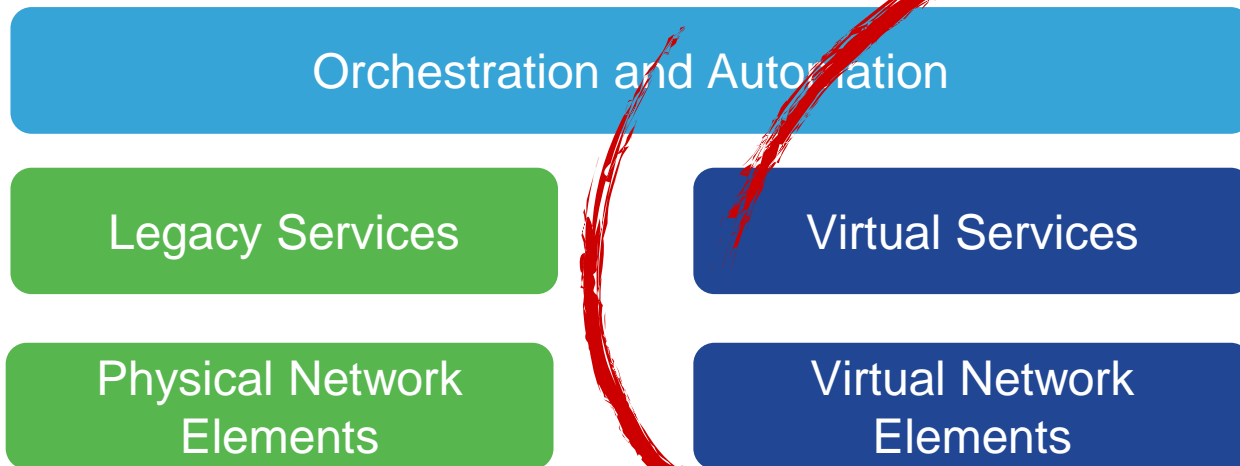 Orchestration and Automation
Legacy Services
Virtual Services
Physical Network
Elements
Virtual Network
Elements